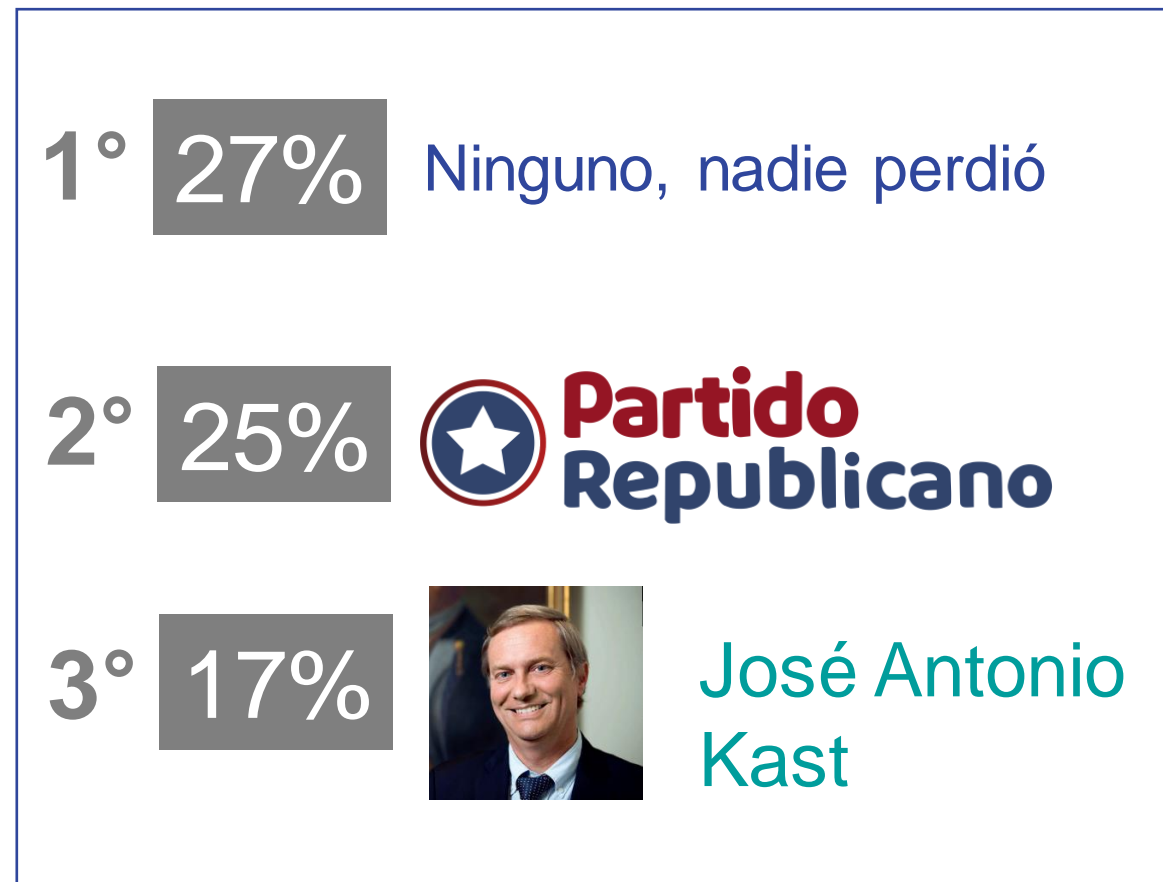 1° 27% Ninguno, nadie perdió
2° 25% Partido
Republicano
3° 17% José Antonio
Kast